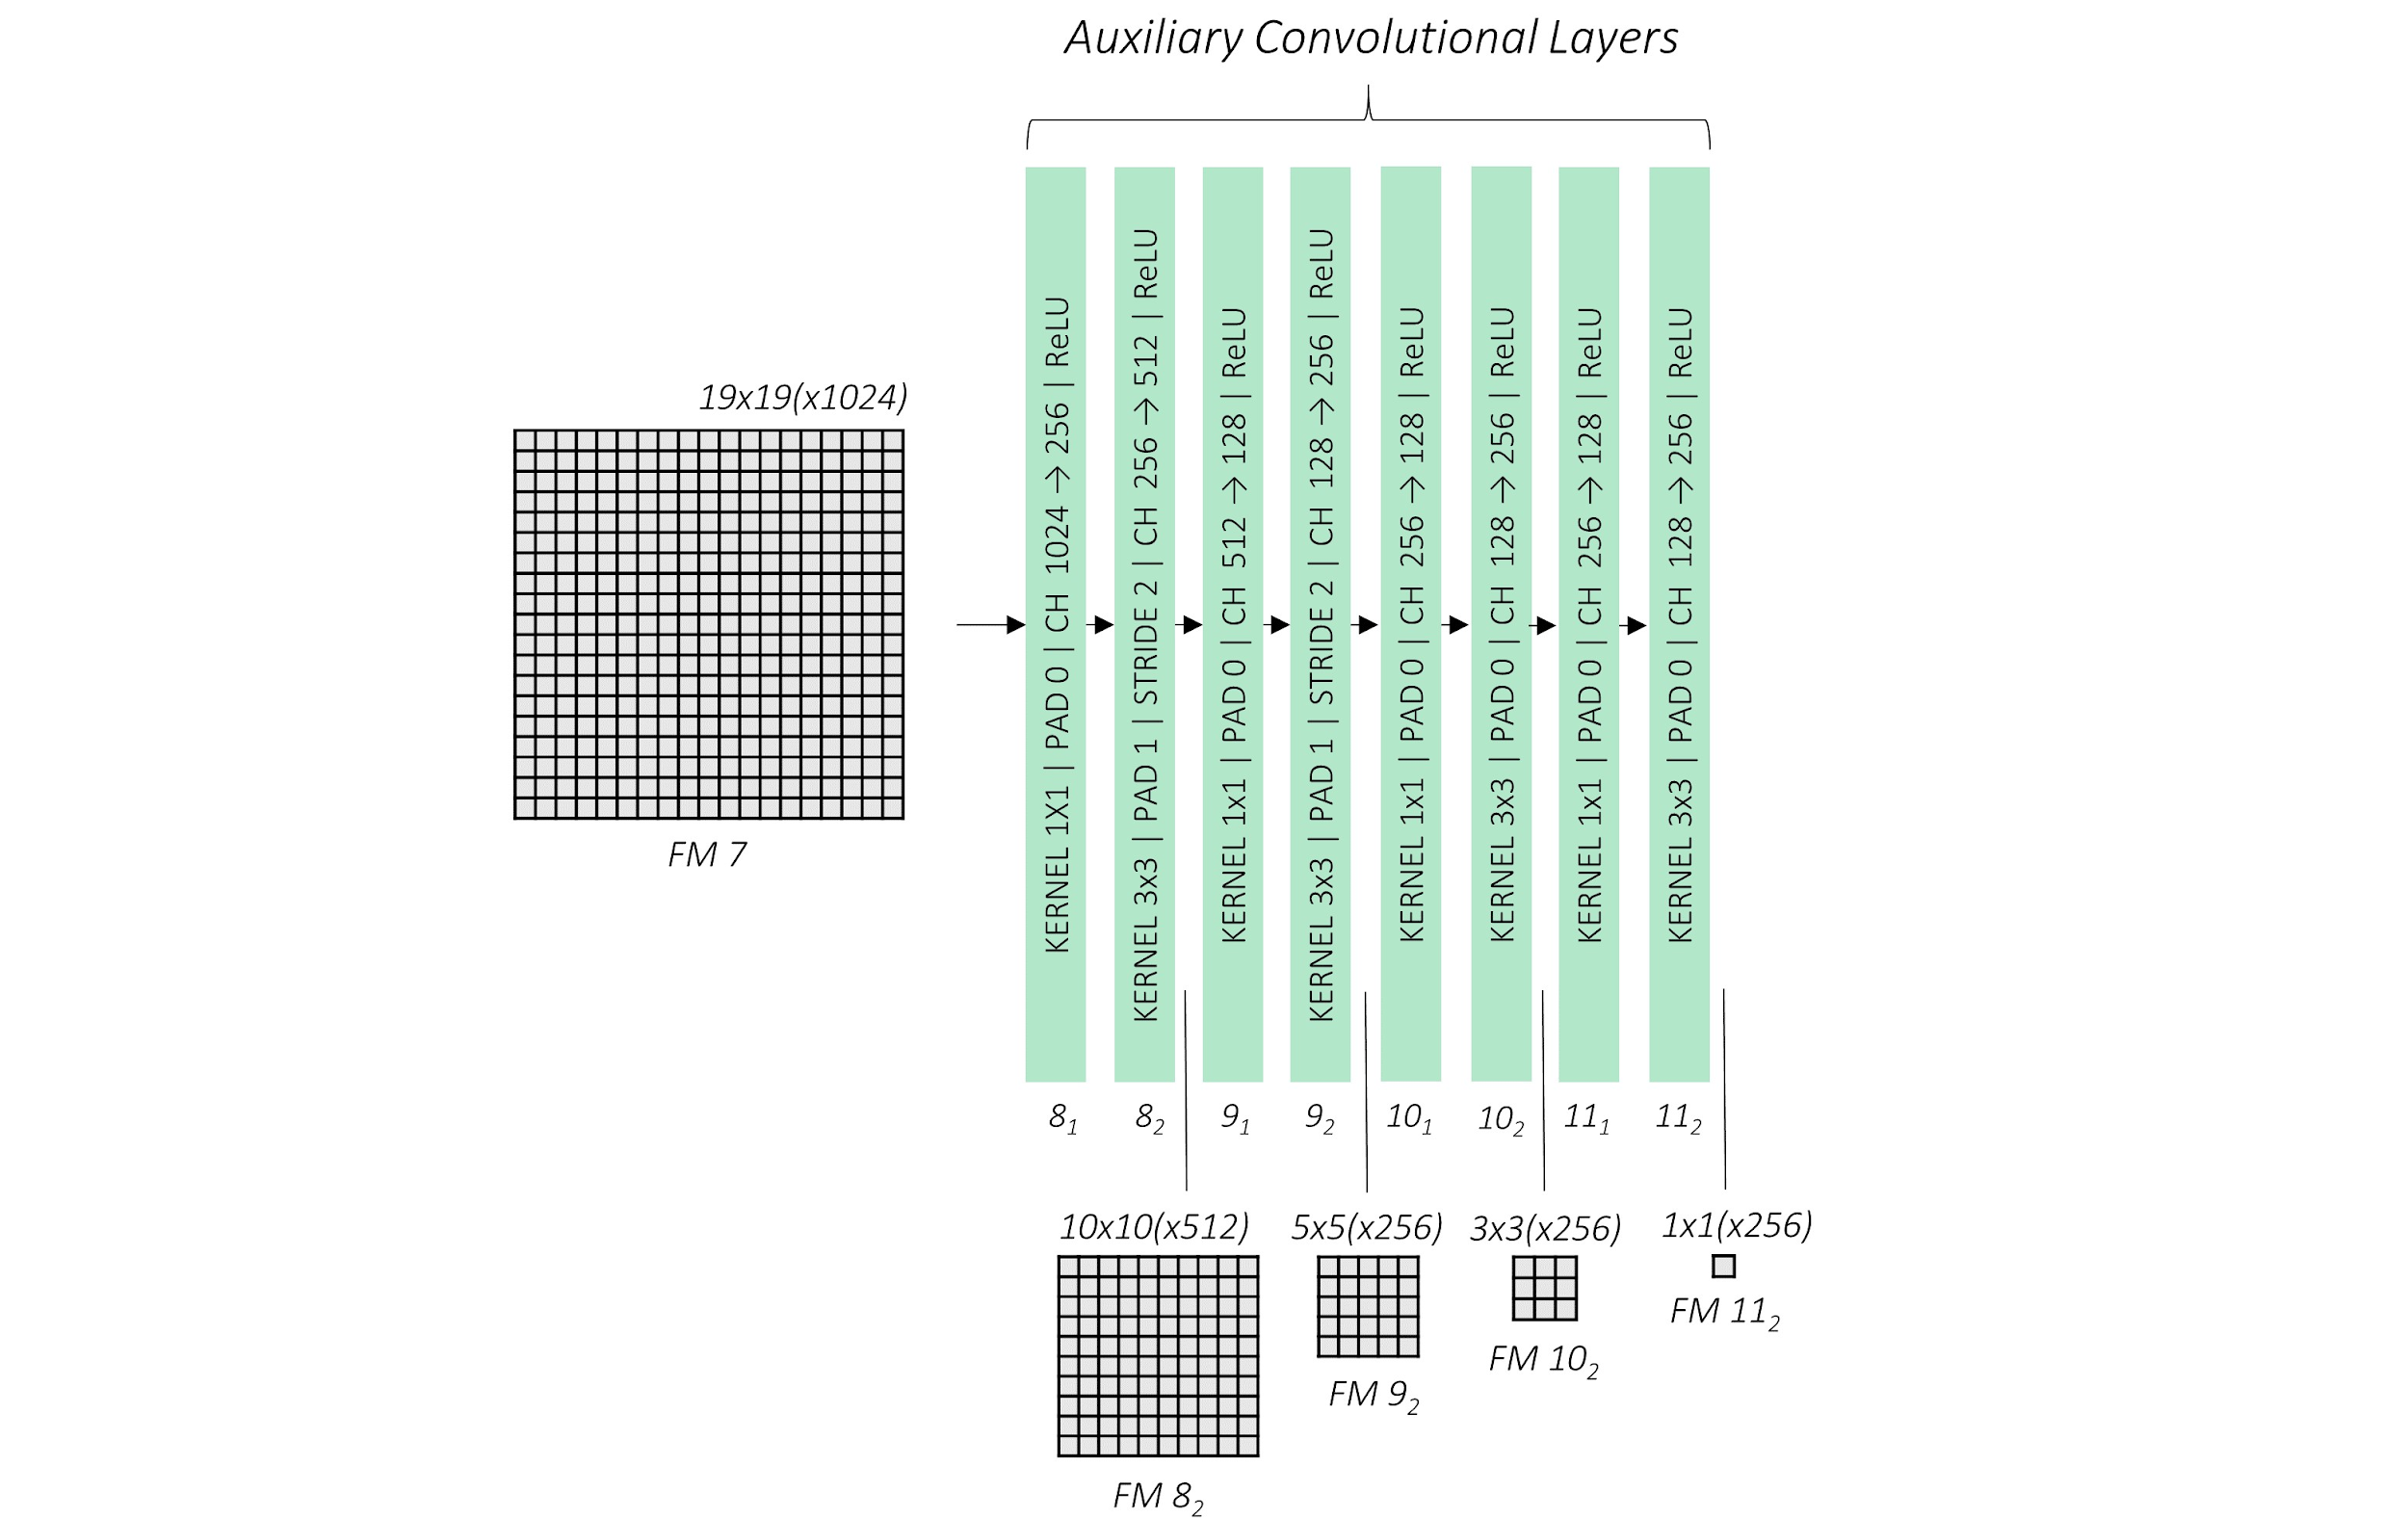 Auxiliary Convolutional Layers
19x19(x1024)
FM 7
KERNEL 1X1 | PAD 0 | CH 1024 → 256 | ReLU
KERNEL 3x3 | PAD 1 | STRIDE 2 | CH 256 → 512 | ReLU
KERNEL 1x1 | PAD 0 | CH 512 → 128 | ReLU
KERNEL 3x3 | PAD 1 | STRIDE 2 | CH 128 → 256 | ReLU
KERNEL 1x1 | PAD 0 | CH 256 → 128 | ReLU
KERNEL 3x3 | PAD 0 | CH 128 → 256 | ReLU
KERNEL 1x1 | PAD 0 | CH 256 → 128 | ReLU
KERNEL 3x3 | PAD 0 | CH 128 → 256 | ReLU
8₁ 8₂ 9₁ 9₂ 10₁ 10₂ 11₁ 11₂
10x10(x512)
FM 8₂
5x5(x256)
FM 9₂
3x3(x256)
FM 10₂
1x1(x256)
FM 11₂